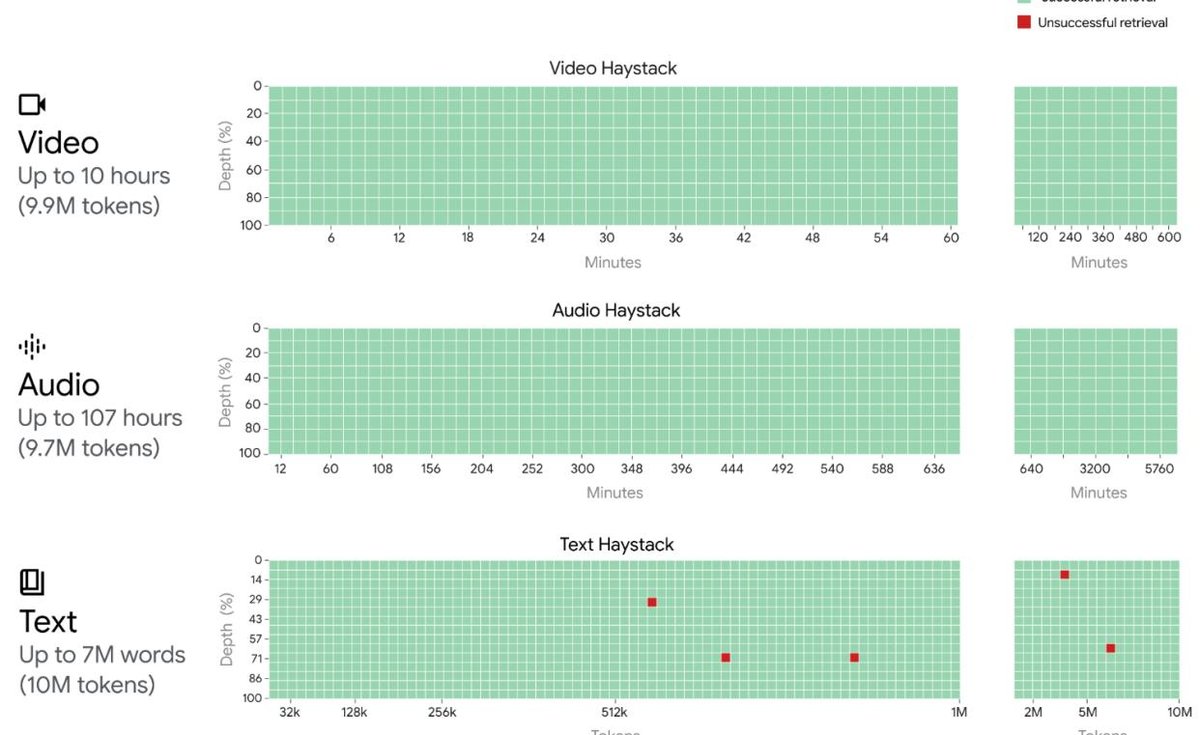 Successful retrieval
Unsuccessful retrieval
Video Haystack
Video
Up to 10 hours
(9.9M tokens)
Depth (%)
0
20
40
60
80
100
6 12 18 24 30 36 42 48 54 60
120 240 360 480 600
Minutes
Minutes
Audio Haystack
Audio
Up to 107 hours
(9.7M tokens)
Depth (%)
0
20
40
60
80
100
12 60 108 156 204 252 300 348 396 444 492 540 588 636
640 3200 5760
Minutes
Minutes
Text Haystack
Text
Up to 7M words
(10M tokens)
Depth (%)
0
14
29
43
57
71
86
100
32k 128k 256k 512k 1M
2M 5M 10M
Tokens
Tokens